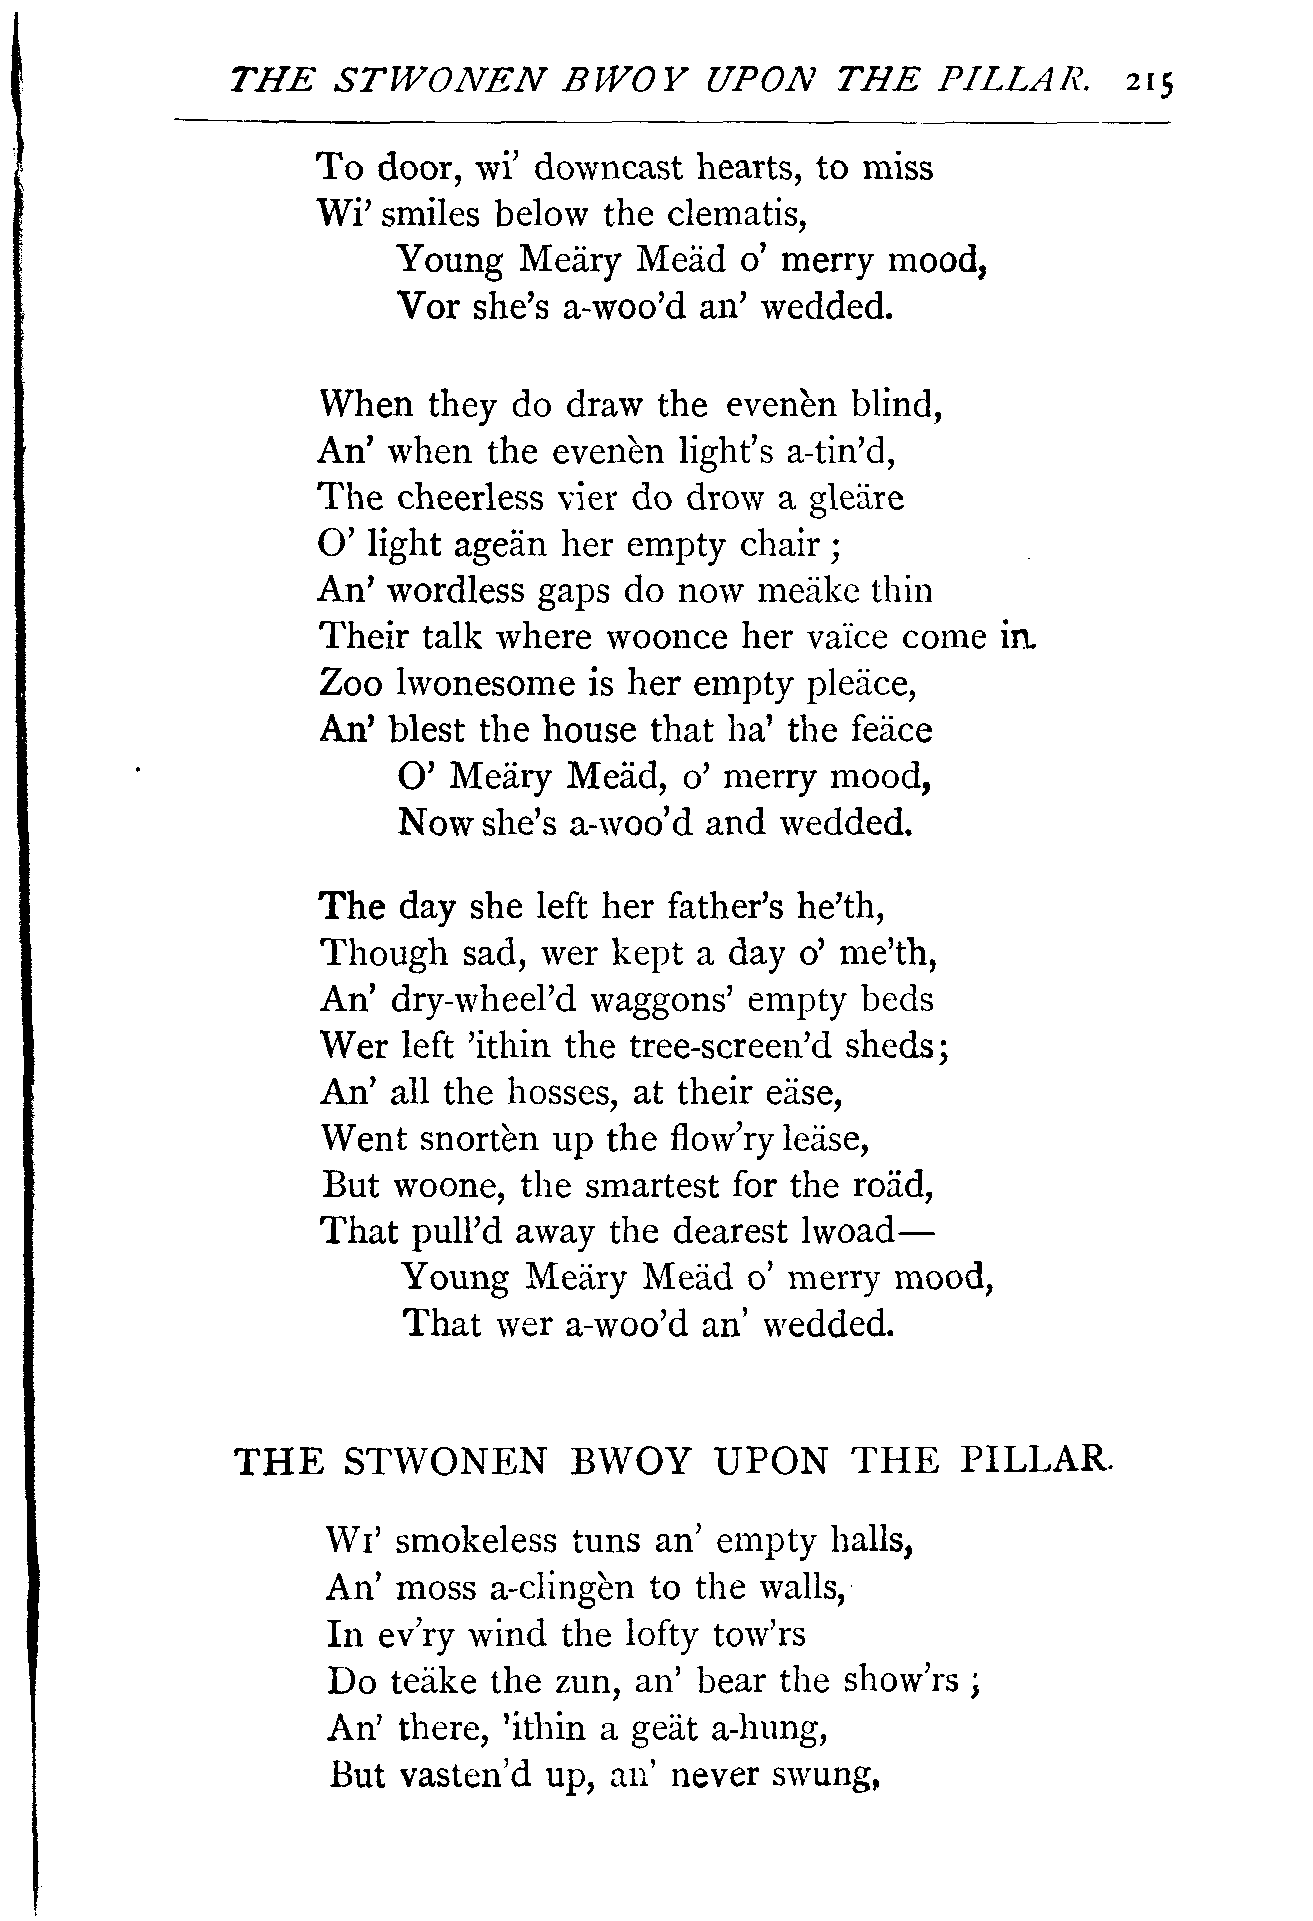 THE STWONEN BWOY UPON THE PILLAR. 215
To door, wi' downcast hearts, to miss
Wi' smiles below the clematis,
Young Meäry Meäd o' merry mood,
Vor she's a-woo'd an' wedded.
When they do draw the evenèn blind,
An' when the evenèn light's a-tin'd,
The cheerless vier do drow a gleäre
O' light ageän her empty chair ;
An' wordless gaps do now meäke thin
Their talk where woonce her vaïce come in.
Zoo lwonesome is her empty pleäce,
An' blest the house that ha' the feäce
O' Meäry Meäd, o' merry mood,
Now she's a-woo'd and wedded.
The day she left her father's he'th,
Though sad, wer kept a day o' me'th,
An' dry-wheel'd waggons' empty beds
Wer left 'ithin the tree-screen'd sheds;
An' all the hosses, at their eäse,
Went snortèn up the flow'ry leäse,
But woone, the smartest for the roäd,
That pull'd away the dearest lwoad—
Young Meäry Meäd o' merry mood,
That wer a-woo'd an' wedded.
THE STWONEN BWOY UPON THE PILLAR.
WI' smokeless tuns an' empty halls,
An' moss a-clingèn to the walls,
In ev'ry wind the lofty tow'rs
Do teäke the zun, an' bear the show'rs ;
An' there, 'ithin a geät a-hung,
But vasten'd up, an' never swung,